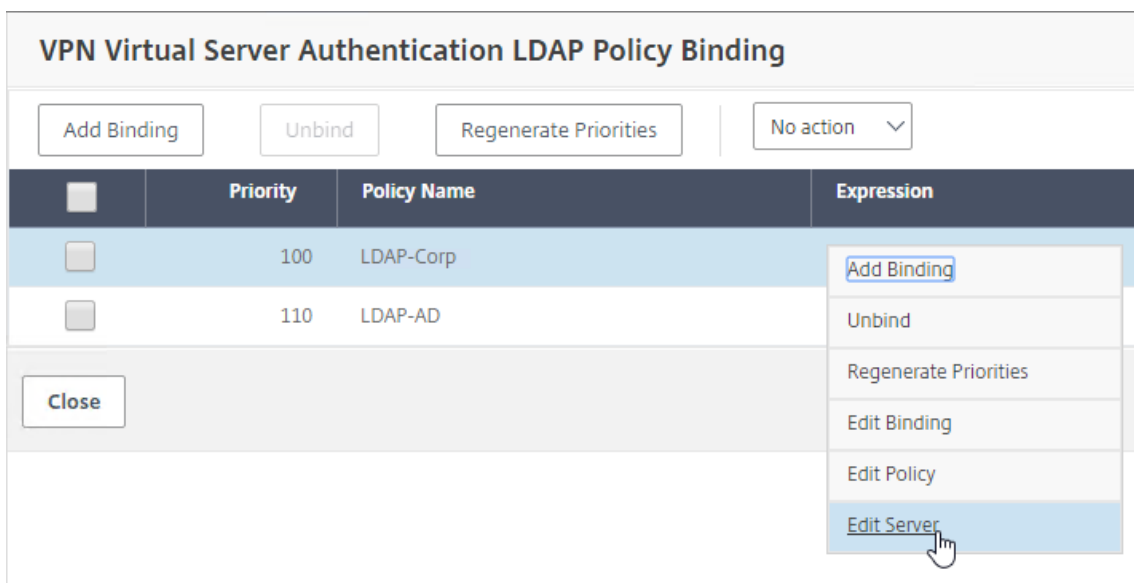 VPN Virtual Server Authentication LDAP Policy Binding
Add Binding Unbind Regenerate Priorities No action
Priority Policy Name Expression
100 LDAP-Corp
110 LDAP-AD
Add Binding
Unbind
Regenerate Priorities
Edit Binding
Edit Policy
Edit Server
Close